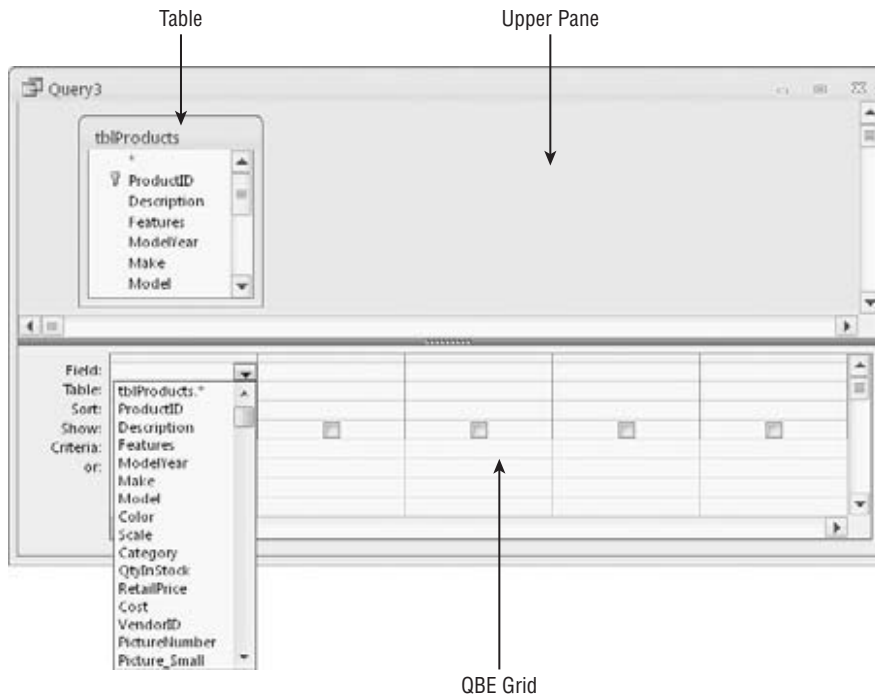 Table
Upper Pane
Query3
tblProducts
*
ProductID
Description
Features
ModelYear
Make
Model
Field:
Table:
Sort:
Show:
Criteria:
or:
tblProducts.*
ProductID
Description
Features
ModelYear
Make
Model
Color
Scale
Category
QtyInStock
RetailPrice
Cost
VendorID
PictureNumber
Picture_Small
QBE Grid